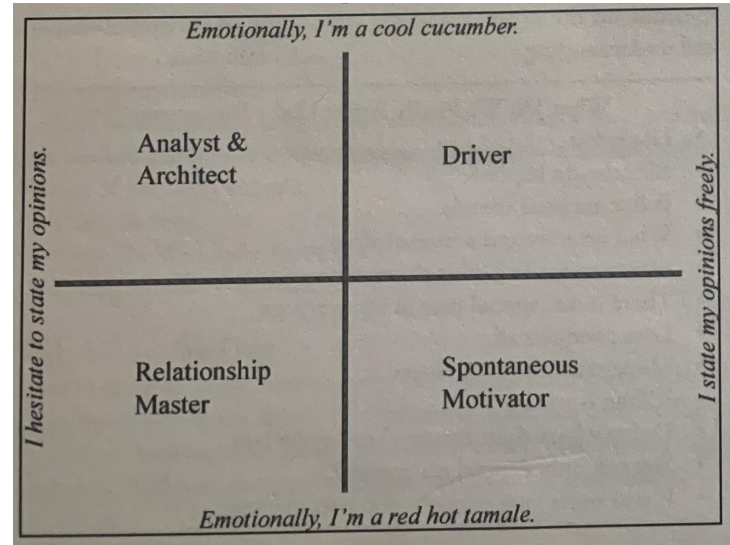 Emotionally, I'm a cool cucumber.
I hesitate to state my opinions.
Analyst &
Architect
Driver
I state my opinions freely.
Relationship
Master
Spontaneous
Motivator
Emotionally, I'm a red hot tamale.